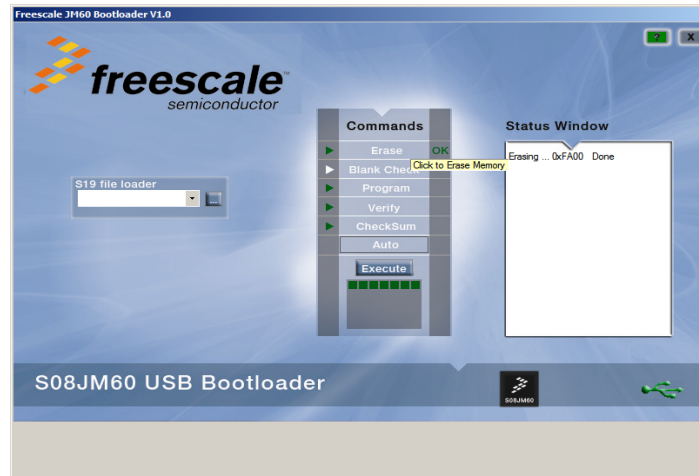 Freescale JM60 Bootloader V1.0
? X
freescale™
semiconductor
Commands
Erase OK
Click to Erase Memory
Blank Check
Program
Verify
CheckSum
Auto
Execute
S19 file loader
...
Status Window
Erasing ... 0xFA00 Done
S08JM60 USB Bootloader
S08JM60